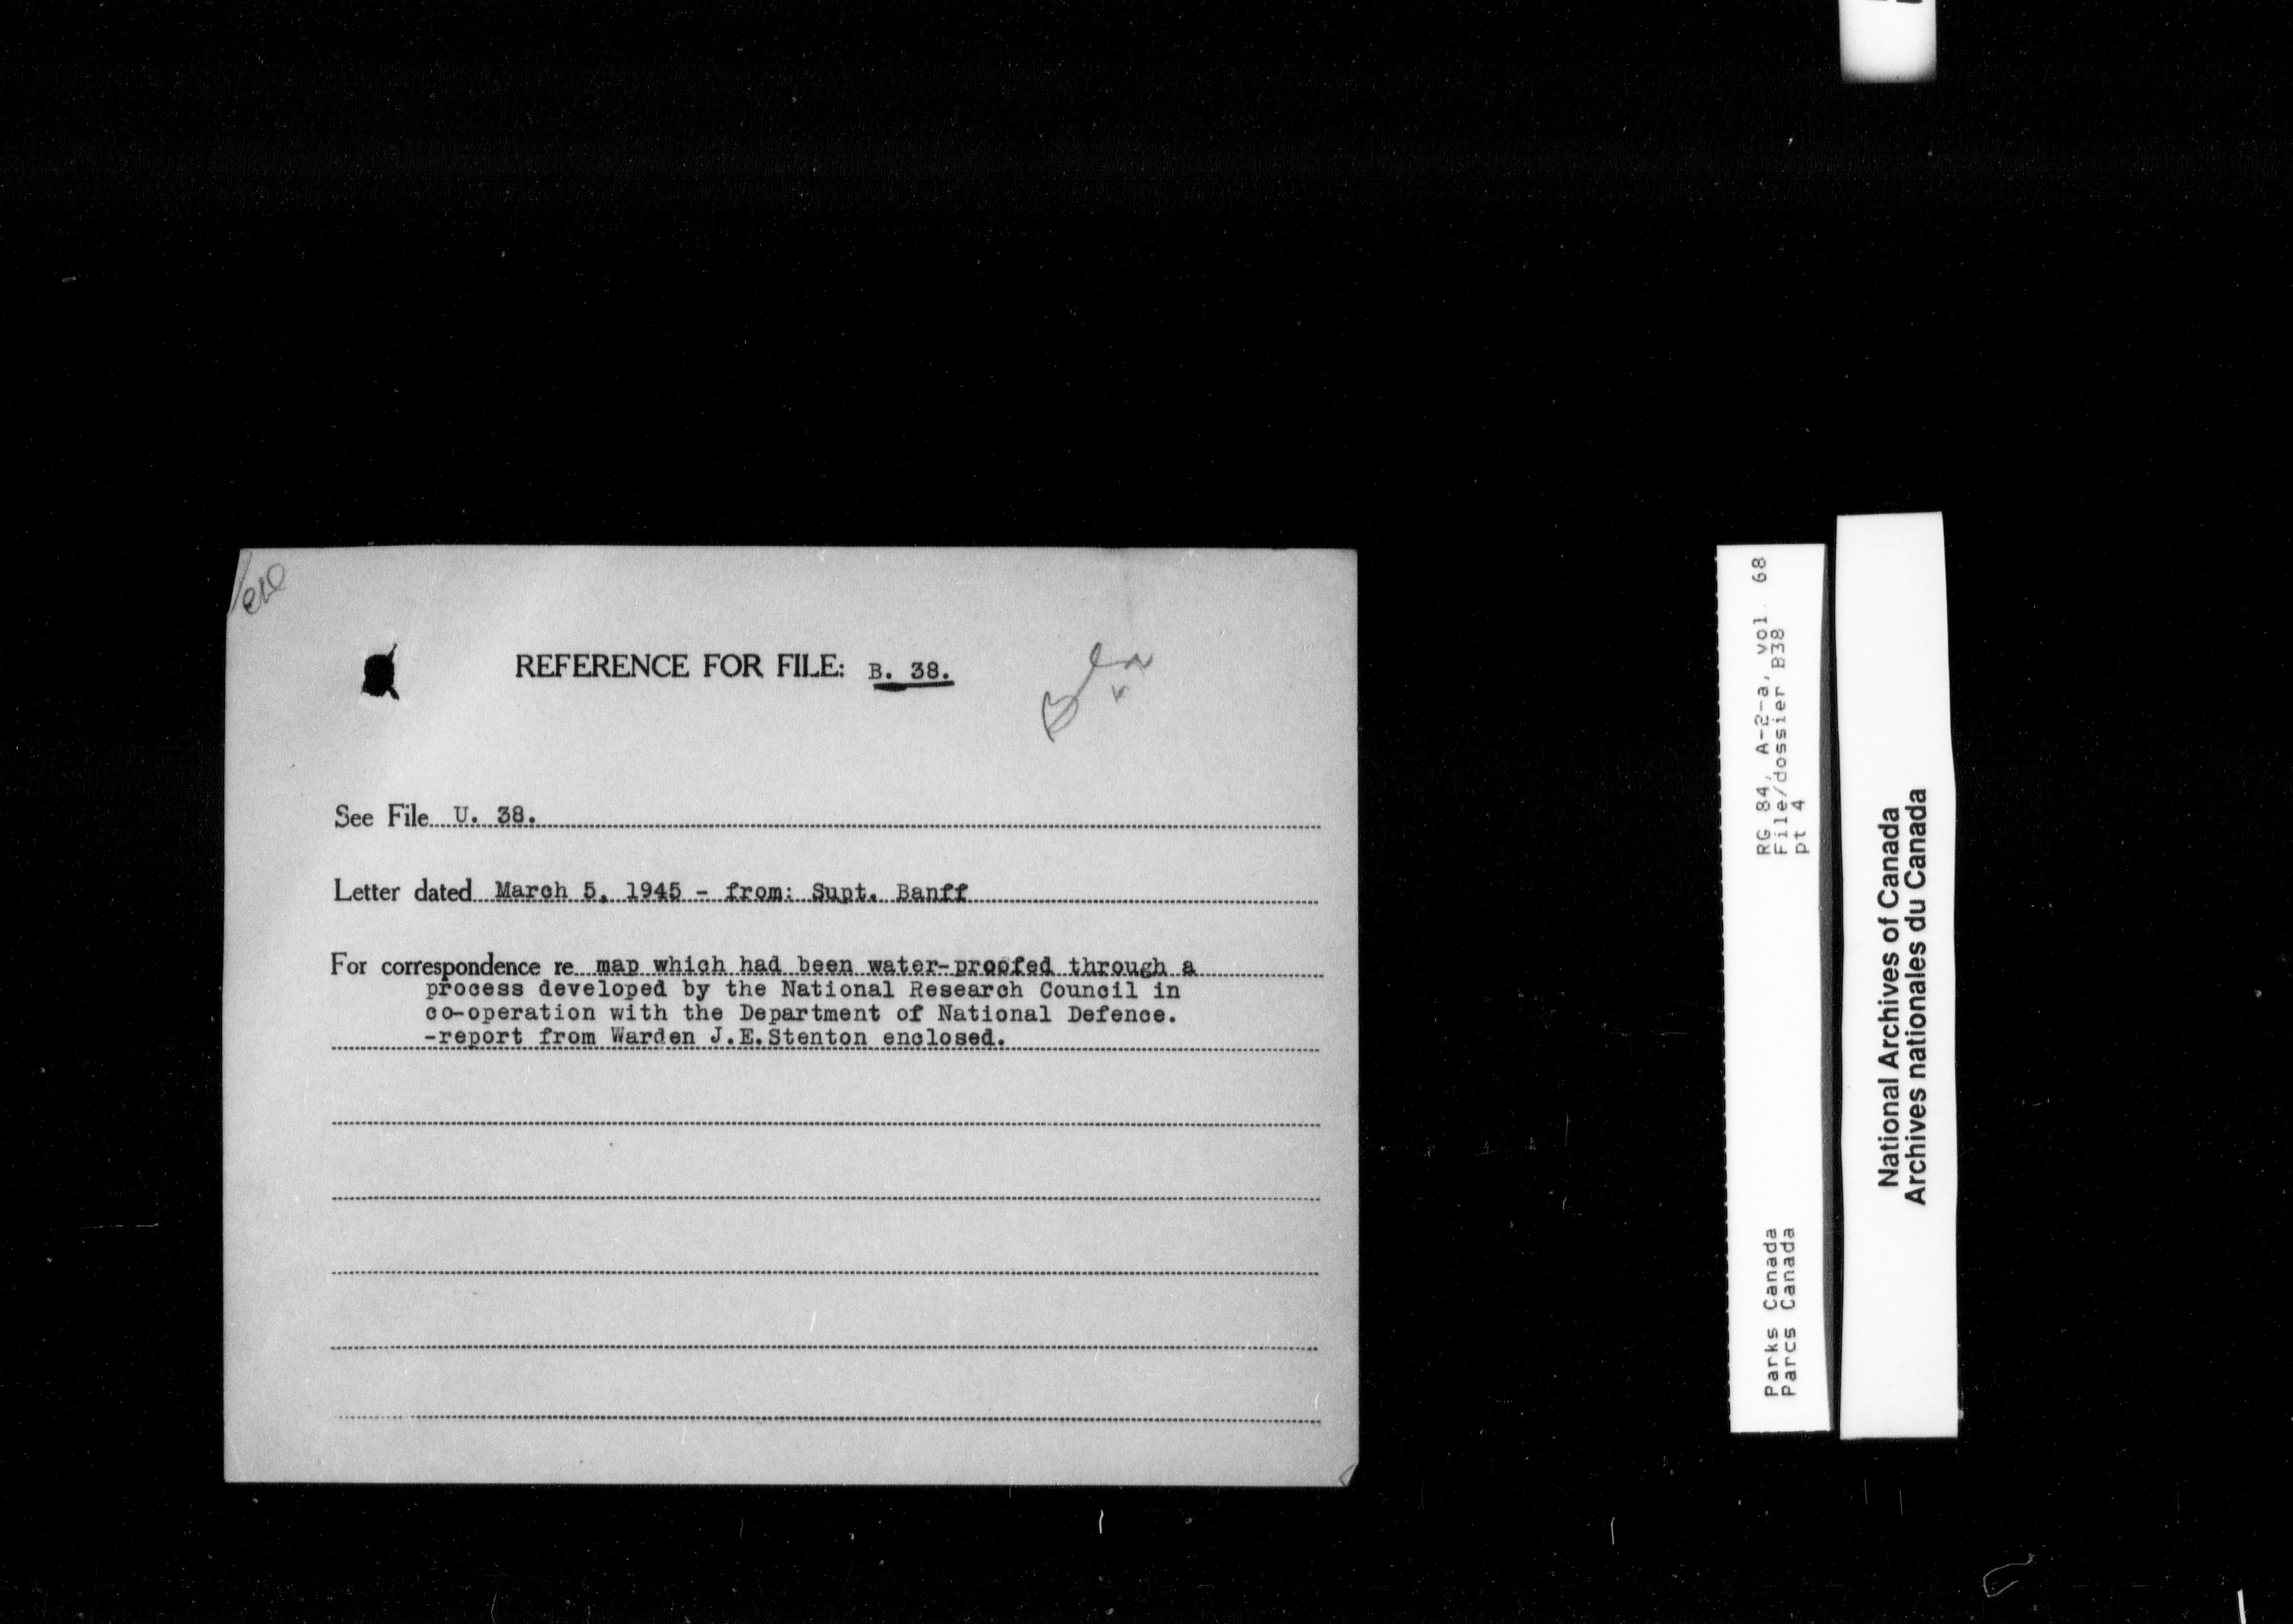 REFERENCE FOR FILE: B. 38.
See File U. 38.
Letter dated March 5, 1945 - from: Supt. Banff
For correspondence re map which had been water-proofed through a
process developed by the National Research Council in
co-operation with the Department of National Defence.
-report from Warden J.E.Stenton enclosed.
RG 84, A-2-a, vol. 68
File/dossier B38
pt 4
Parks Canada
Parcs Canada
National Archives of Canada
Archives nationales du Canada